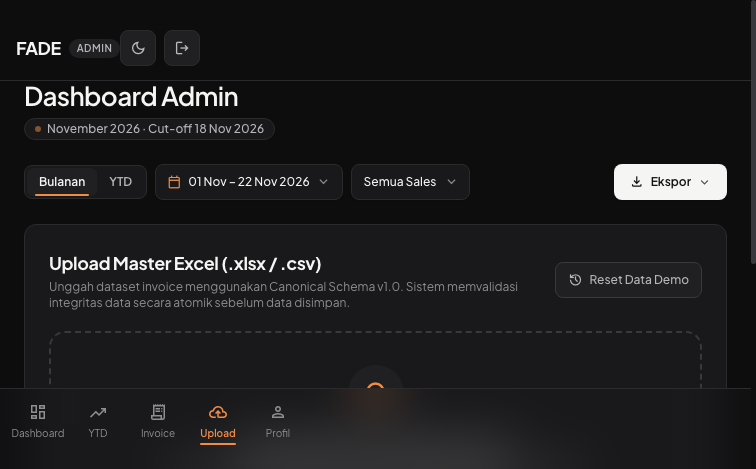 FADE ADMIN
Dashboard Admin
November 2026 · Cut-off 18 Nov 2026
Bulanan YTD 01 Nov – 22 Nov 2026 Semua Sales Ekspor
Upload Master Excel (.xlsx / .csv)
Unggah dataset invoice menggunakan Canonical Schema v1.0. Sistem memvalidasi
integritas data secara atomik sebelum data disimpan.
Reset Data Demo
Dashboard YTD Invoice Upload Profil